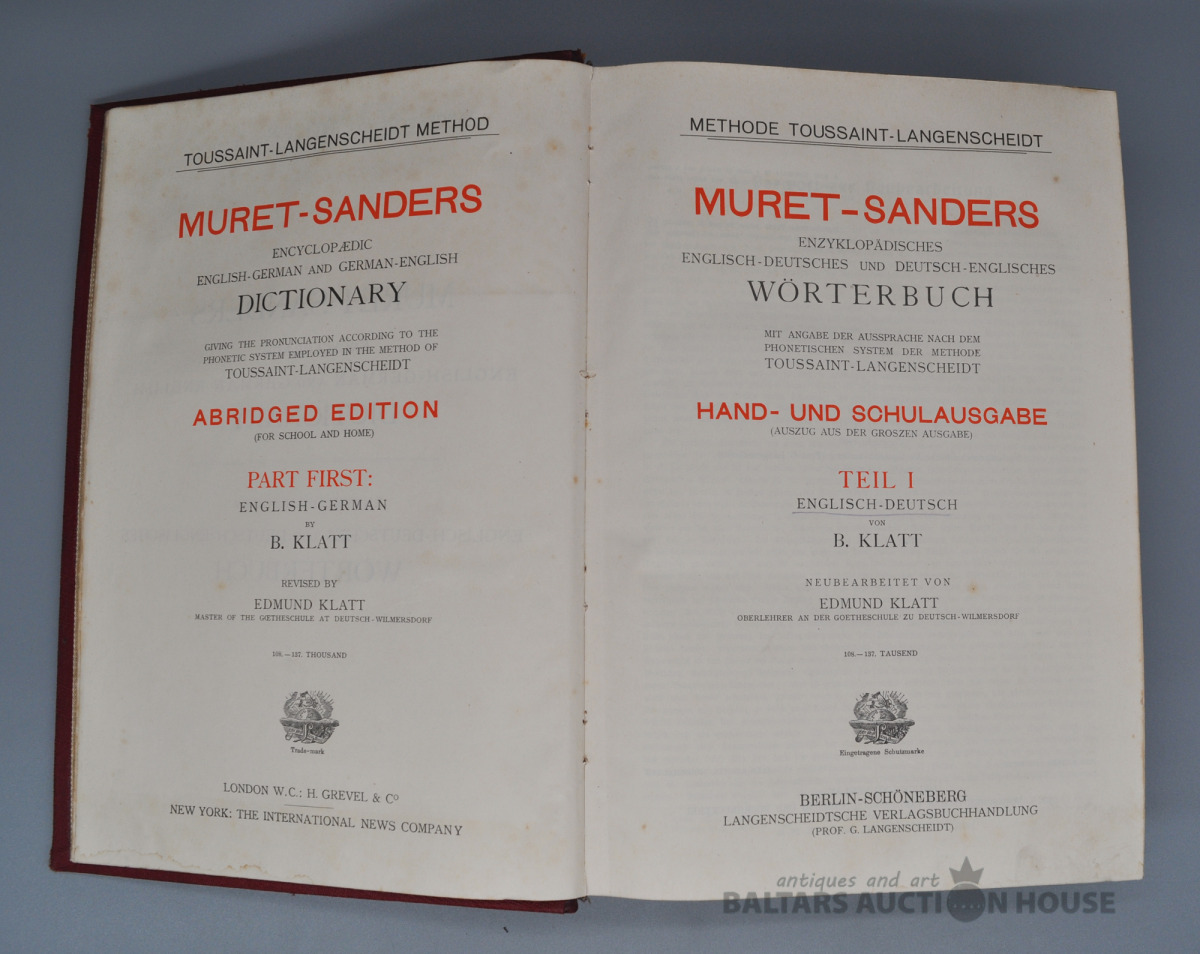 TOUSSAINT-LANGENSCHEIDT METHOD
MURET-SANDERS
ENCYCLOPÆDIC
ENGLISH-GERMAN AND GERMAN-ENGLISH
DICTIONARY
GIVING THE PRONUNCIATION ACCORDING TO THE
PHONETIC SYSTEM EMPLOYED IN THE METHOD OF
TOUSSAINT-LANGENSCHEIDT
ABRIDGED EDITION
(FOR SCHOOL AND HOME)
PART FIRST:
ENGLISH-GERMAN
BY
B. KLATT
REVISED BY
EDMUND KLATT
MASTER OF THE GŒTHESCHULE AT DEUTSCH-WILMERSDORF
108.—137. THOUSAND
Trade-mark
LONDON W.C.: H. GREVEL & Cº
NEW YORK: THE INTERNATIONAL NEWS COMPANY
METHODE TOUSSAINT-LANGENSCHEIDT
MURET-SANDERS
ENZYKLOPÄDISCHES
ENGLISCH-DEUTSCHES UND DEUTSCH-ENGLISCHES
WÖRTERBUCH
MIT ANGABE DER AUSSPRACHE NACH DEM
PHONETISCHEN SYSTEM DER METHODE
TOUSSAINT-LANGENSCHEIDT
HAND- UND SCHULAUSGABE
(AUSZUG AUS DER GROSZEN AUSGABE)
TEIL I
ENGLISCH-DEUTSCH
VON
B. KLATT
NEUBEARBEITET VON
EDMUND KLATT
OBERLEHRER AN DER GOETHESCHULE ZU DEUTSCH-WILMERSDORF
108.—137. TAUSEND
Eingetragene Schutzmarke
BERLIN-SCHÖNEBERG
LANGENSCHEIDTSCHE VERLAGSBUCHHANDLUNG
(PROF. G. LANGENSCHEIDT)
antiques and art
BALTARS AUCTION HOUSE